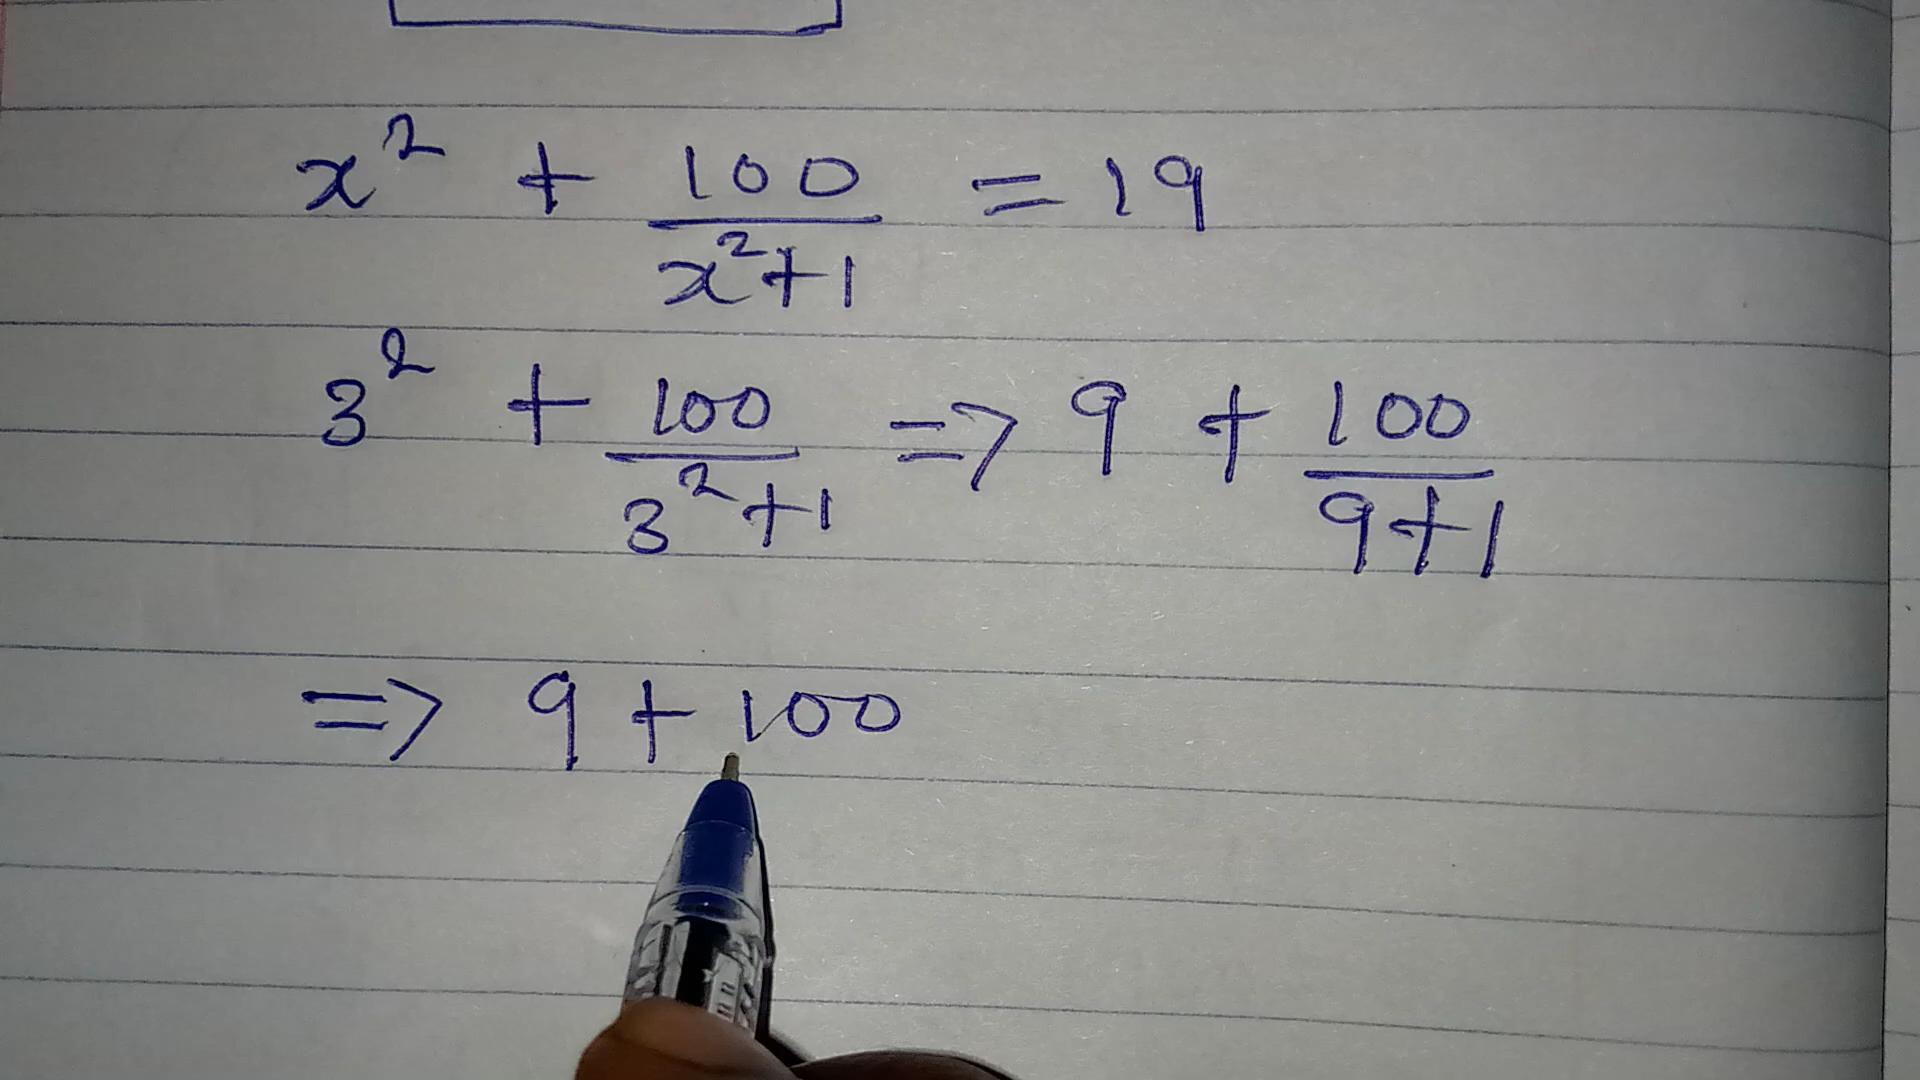 x² + 100/(x²+1) = 19
3² + 100/(3²+1) => 9 + 100/(9+1)
=> 9 + 100